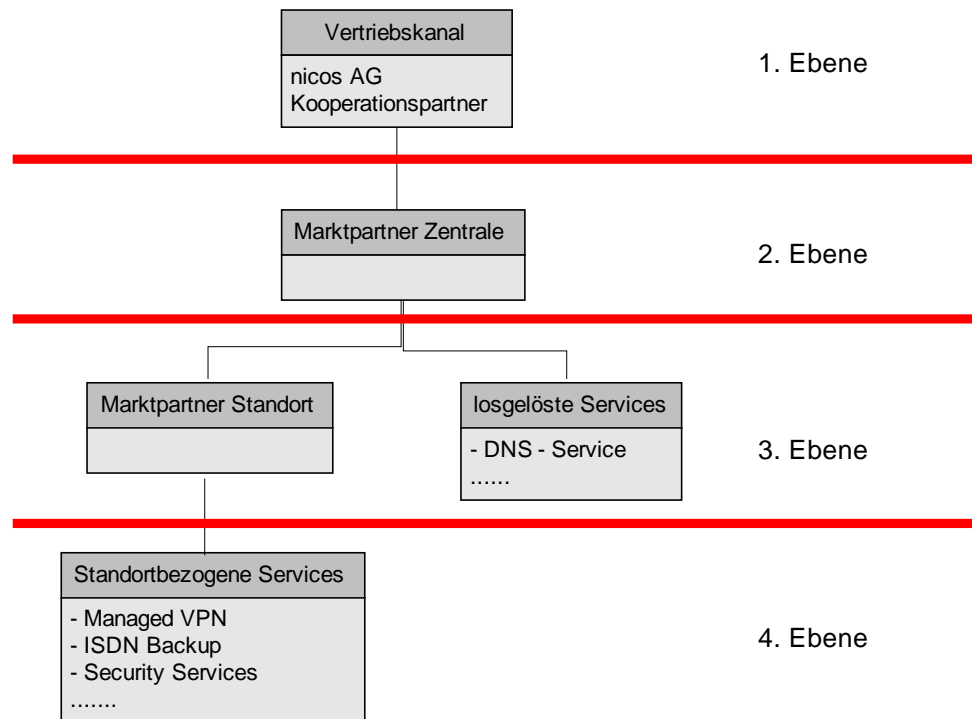 Vertriebskanal
nicos AG
Kooperationspartner
1. Ebene
Marktpartner Zentrale
2. Ebene
Marktpartner Standort
losgelöste Services
- DNS - Service
......
3. Ebene
Standortbezogene Services
- Managed VPN
- ISDN Backup
- Security Services
.......
4. Ebene